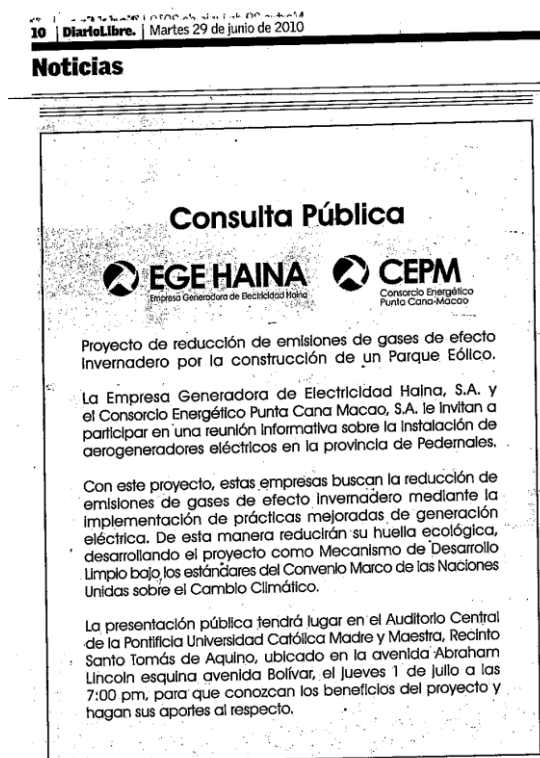 10 | DiarioLibre. | Martes 29 de junio de 2010
Noticias
Consulta Pública
EGE HAINA
Empresa Generadora de Electricidad Haina
CEPM
Consorcio Energético
Punta Cana-Macao
Proyecto de reducción de emisiones de gases de efecto
invernadero por la construcción de un Parque Eólico.
La Empresa Generadora de Electricidad Haina, S.A. y
el Consorcio Energético Punta Cana Macao, S.A. le invitan a
participar en una reunión informativa sobre la instalación de
aerogeneradores eléctricos en la provincia de Pedernales.
Con este proyecto, estas empresas buscan la reducción de
emisiones de gases de efecto invernadero mediante la
implementación de prácticas mejoradas de generación
eléctrica. De esta manera reducirán su huella ecológica,
desarrollando el proyecto como Mecanismo de Desarrollo
Limpio bajo los estándares del Convenio Marco de las Naciones
Unidas sobre el Cambio Climático.
La presentación pública tendrá lugar en el Auditorio Central
de la Pontificia Universidad Católica Madre y Maestra, Recinto
Santo Tomás de Aquino, ubicado en la avenida Abraham
Lincoln esquina avenida Bolívar, el jueves 1 de julio a las
7:00 pm, para que conozcan los beneficios del proyecto y
hagan sus aportes al respecto.